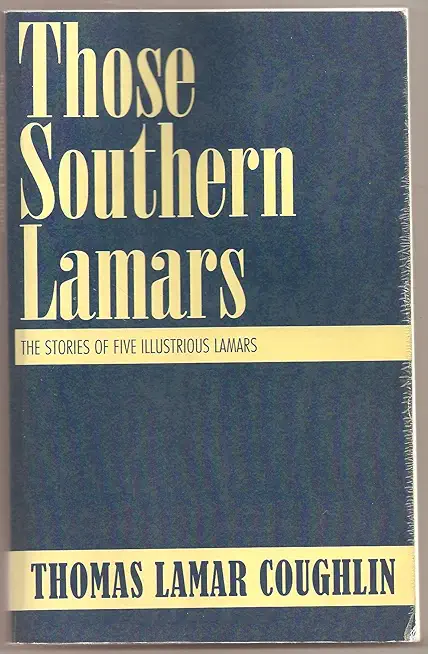 Those
Southern
Lamars
THE STORIES OF FIVE ILLUSTRIOUS LAMARS
THOMAS LAMAR COUGHLIN